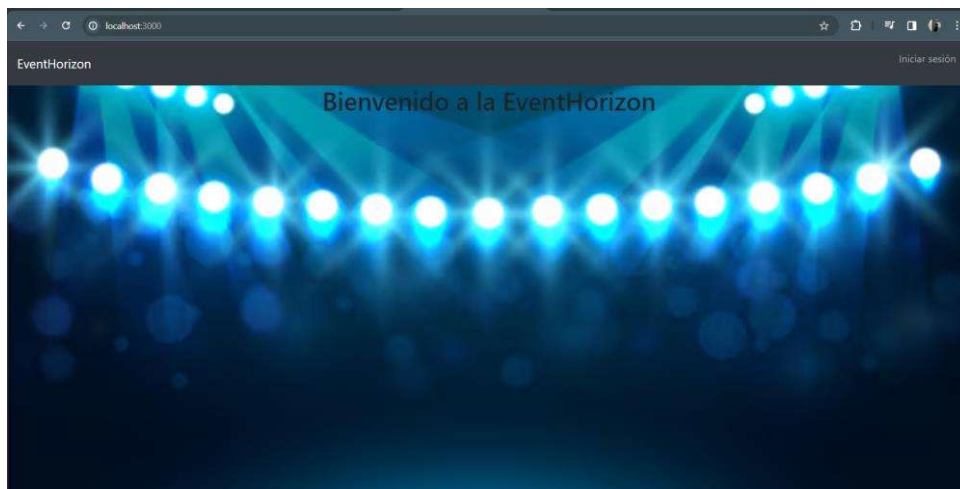 localhost:3000
EventHorizon
Iniciar sesión
Bienvenido a la EventHorizon